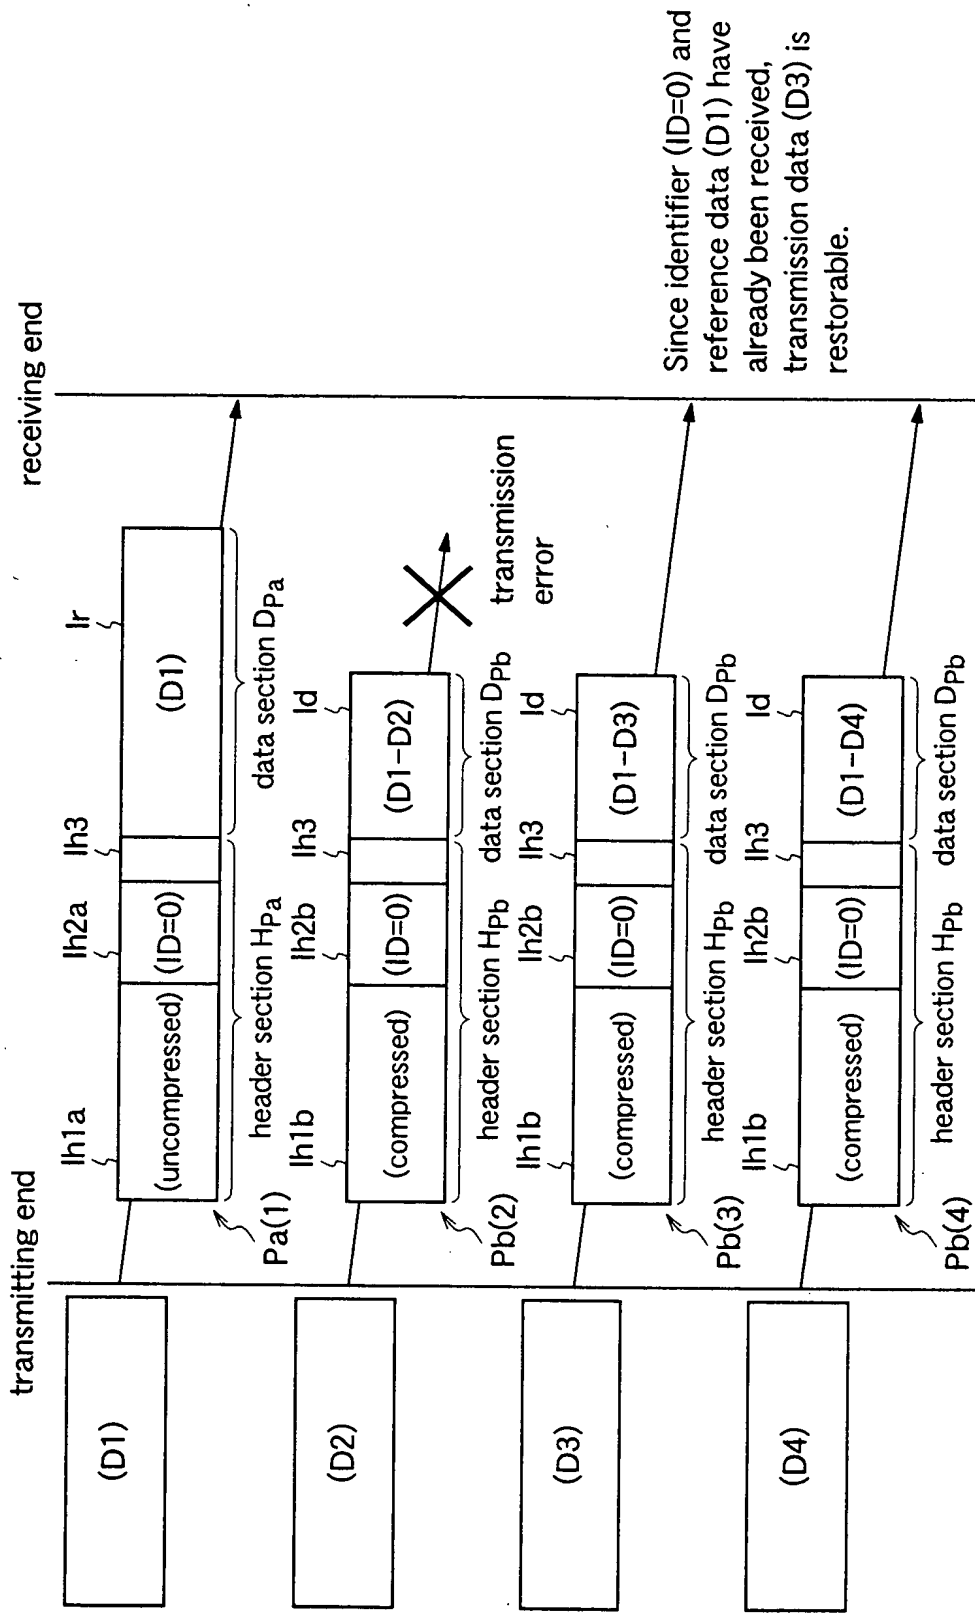 transmitting end
receiving end
(D1)
Ih1a
Ih2a
Ih3
Ir
(uncompressed)
(ID=0)
(D1)
header section HPa
data section DPa
Pa(1)
(D2)
Ih1b
Ih2b
Ih3
Id
(compressed)
(ID=0)
(D1-D2)
header section HPb
data section DPb
Pb(2)
transmission
error
(D3)
Ih1b
Ih2b
Ih3
Id
(compressed)
(ID=0)
(D1-D3)
header section HPb
data section DPb
Pb(3)
Since identifier (ID=0) and
reference data (D1) have
already been received,
transmission data (D3) is
restorable.
(D4)
Ih1b
Ih2b
Ih3
Id
(compressed)
(ID=0)
(D1-D4)
header section HPb
data section DPb
Pb(4)